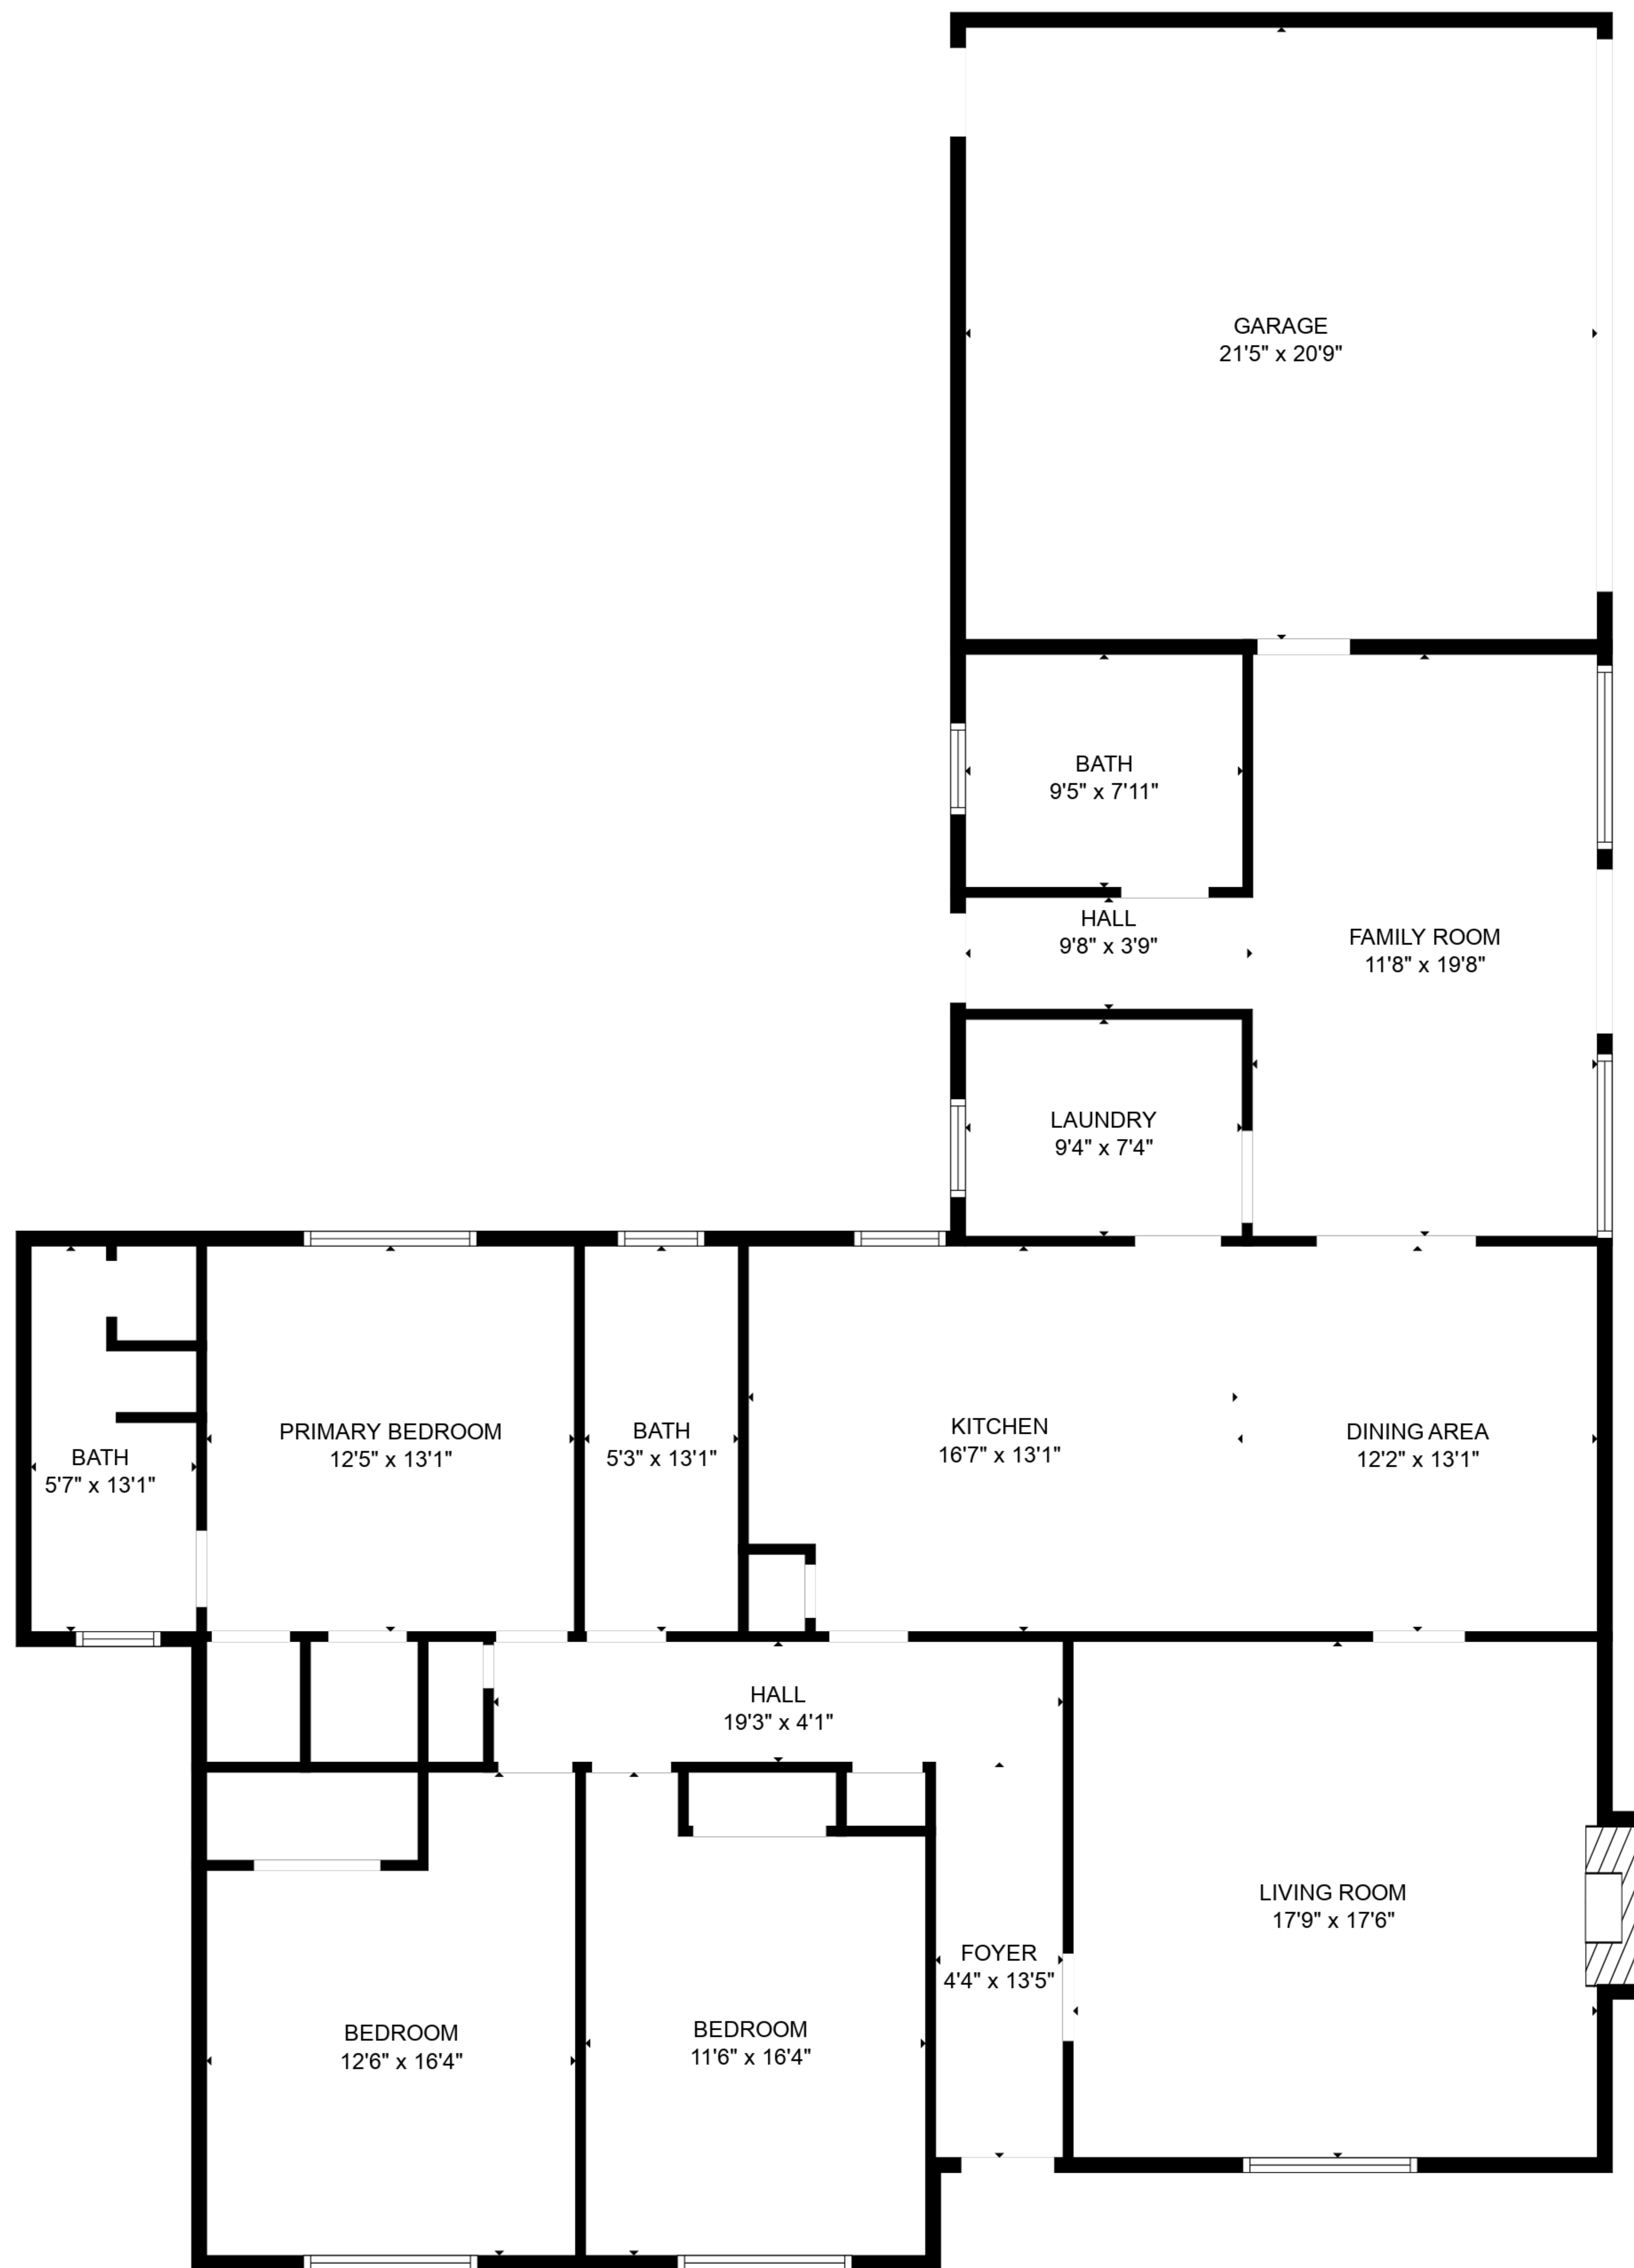 GARAGE
21'5" x 20'9"
BATH
9'5" x 7'11"
HALL
9'8" x 3'9"
FAMILY ROOM
11'8" x 19'8"
LAUNDRY
9'4" x 7'4"
BATH
5'7" x 13'1"
PRIMARY BEDROOM
12'5" x 13'1"
BATH
5'3" x 13'1"
KITCHEN
16'7" x 13'1"
DINING AREA
12'2" x 13'1"
HALL
19'3" x 4'1"
LIVING ROOM
17'9" x 17'6"
FOYER
4'4" x 13'5"
BEDROOM
12'6" x 16'4"
BEDROOM
11'6" x 16'4"